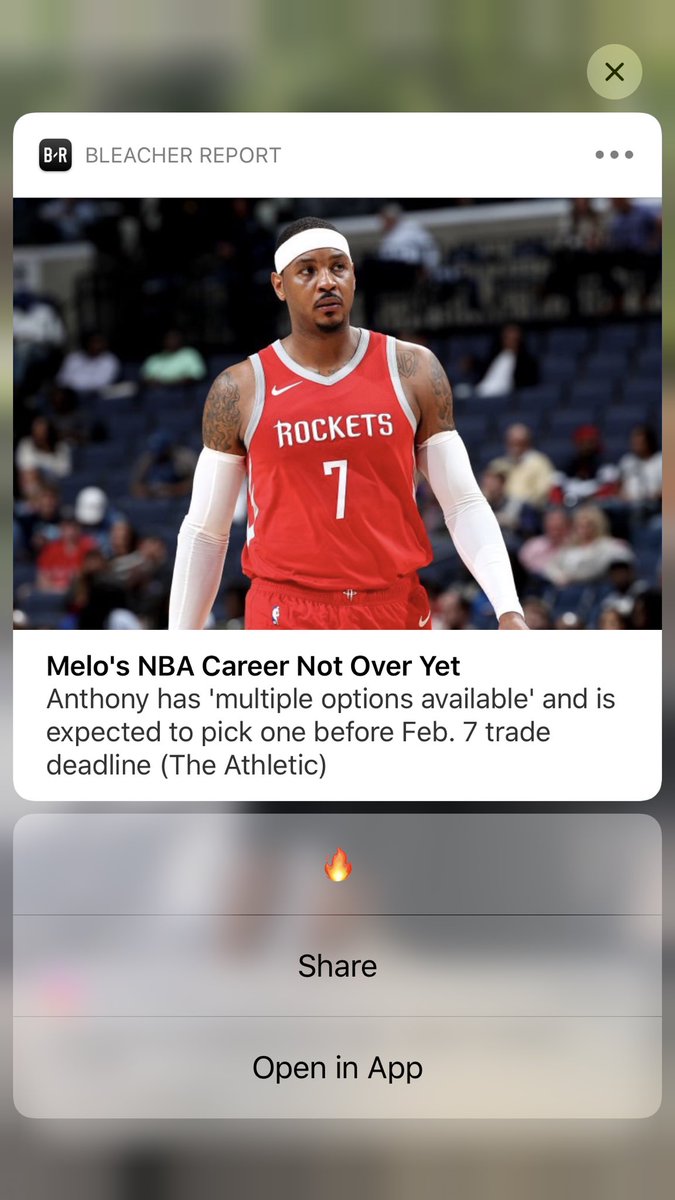 B/R BLEACHER REPORT
ROCKETS
7
Melo's NBA Career Not Over Yet
Anthony has 'multiple options available' and is
expected to pick one before Feb. 7 trade
deadline (The Athletic)
🔥
Share
Open in App